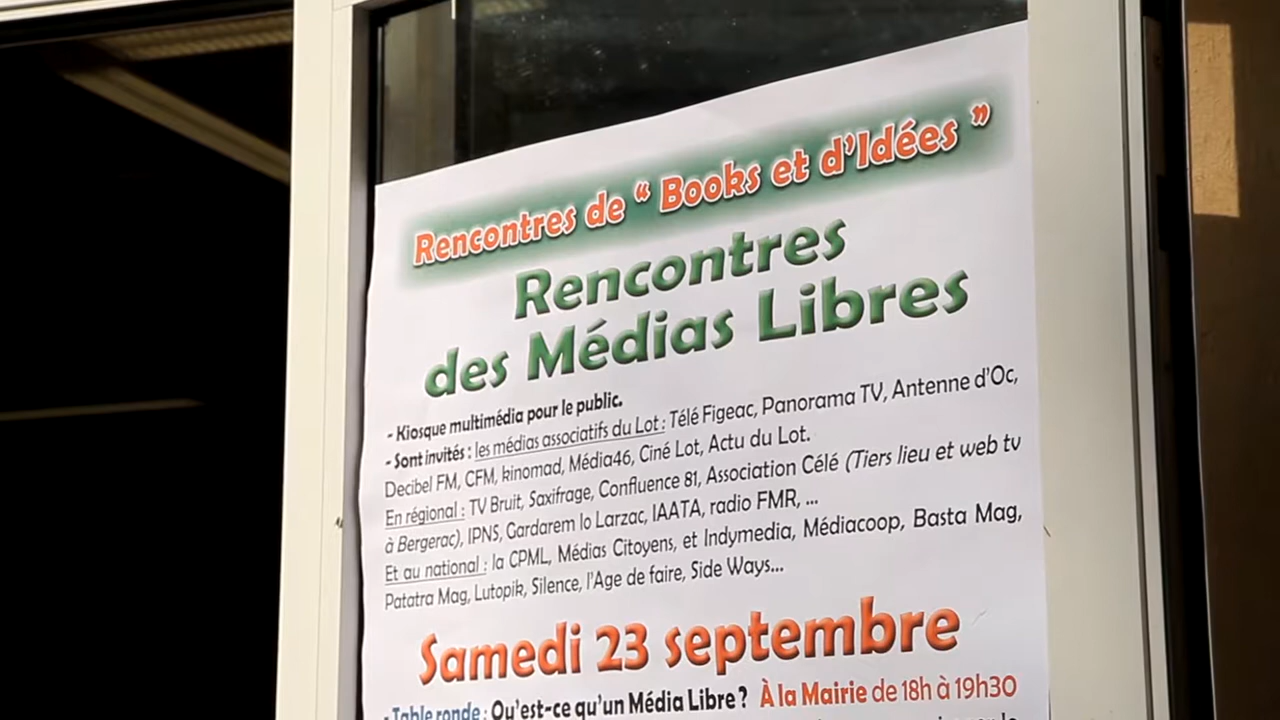 Rencontres de “ Books et d’Idées ”
Rencontres
des Médias Libres
- Kiosque multimédia pour le public.
- Sont invités : les médias associatifs du Lot : Télé Figeac, Panorama TV, Antenne d’Oc,
Decibel FM, CFM, kinomad, Média46, Ciné Lot, Actu du Lot.
En régional : TV Bruit, Saxifrage, Confluence 81, Association Célé (Tiers lieu et web tv
à Bergerac), IPNS, Gardarem lo Larzac, IAATA, radio FMR, ...
Et au national : la CPML, Médias Citoyens, et Indymedia, Médiacoop, Basta Mag,
Patatra Mag, Lutopik, Silence, l’Age de faire, Side Ways...
Samedi 23 septembre
- Table ronde : Qu’est-ce qu’un Média Libre ? À la Mairie de 18h à 19h30